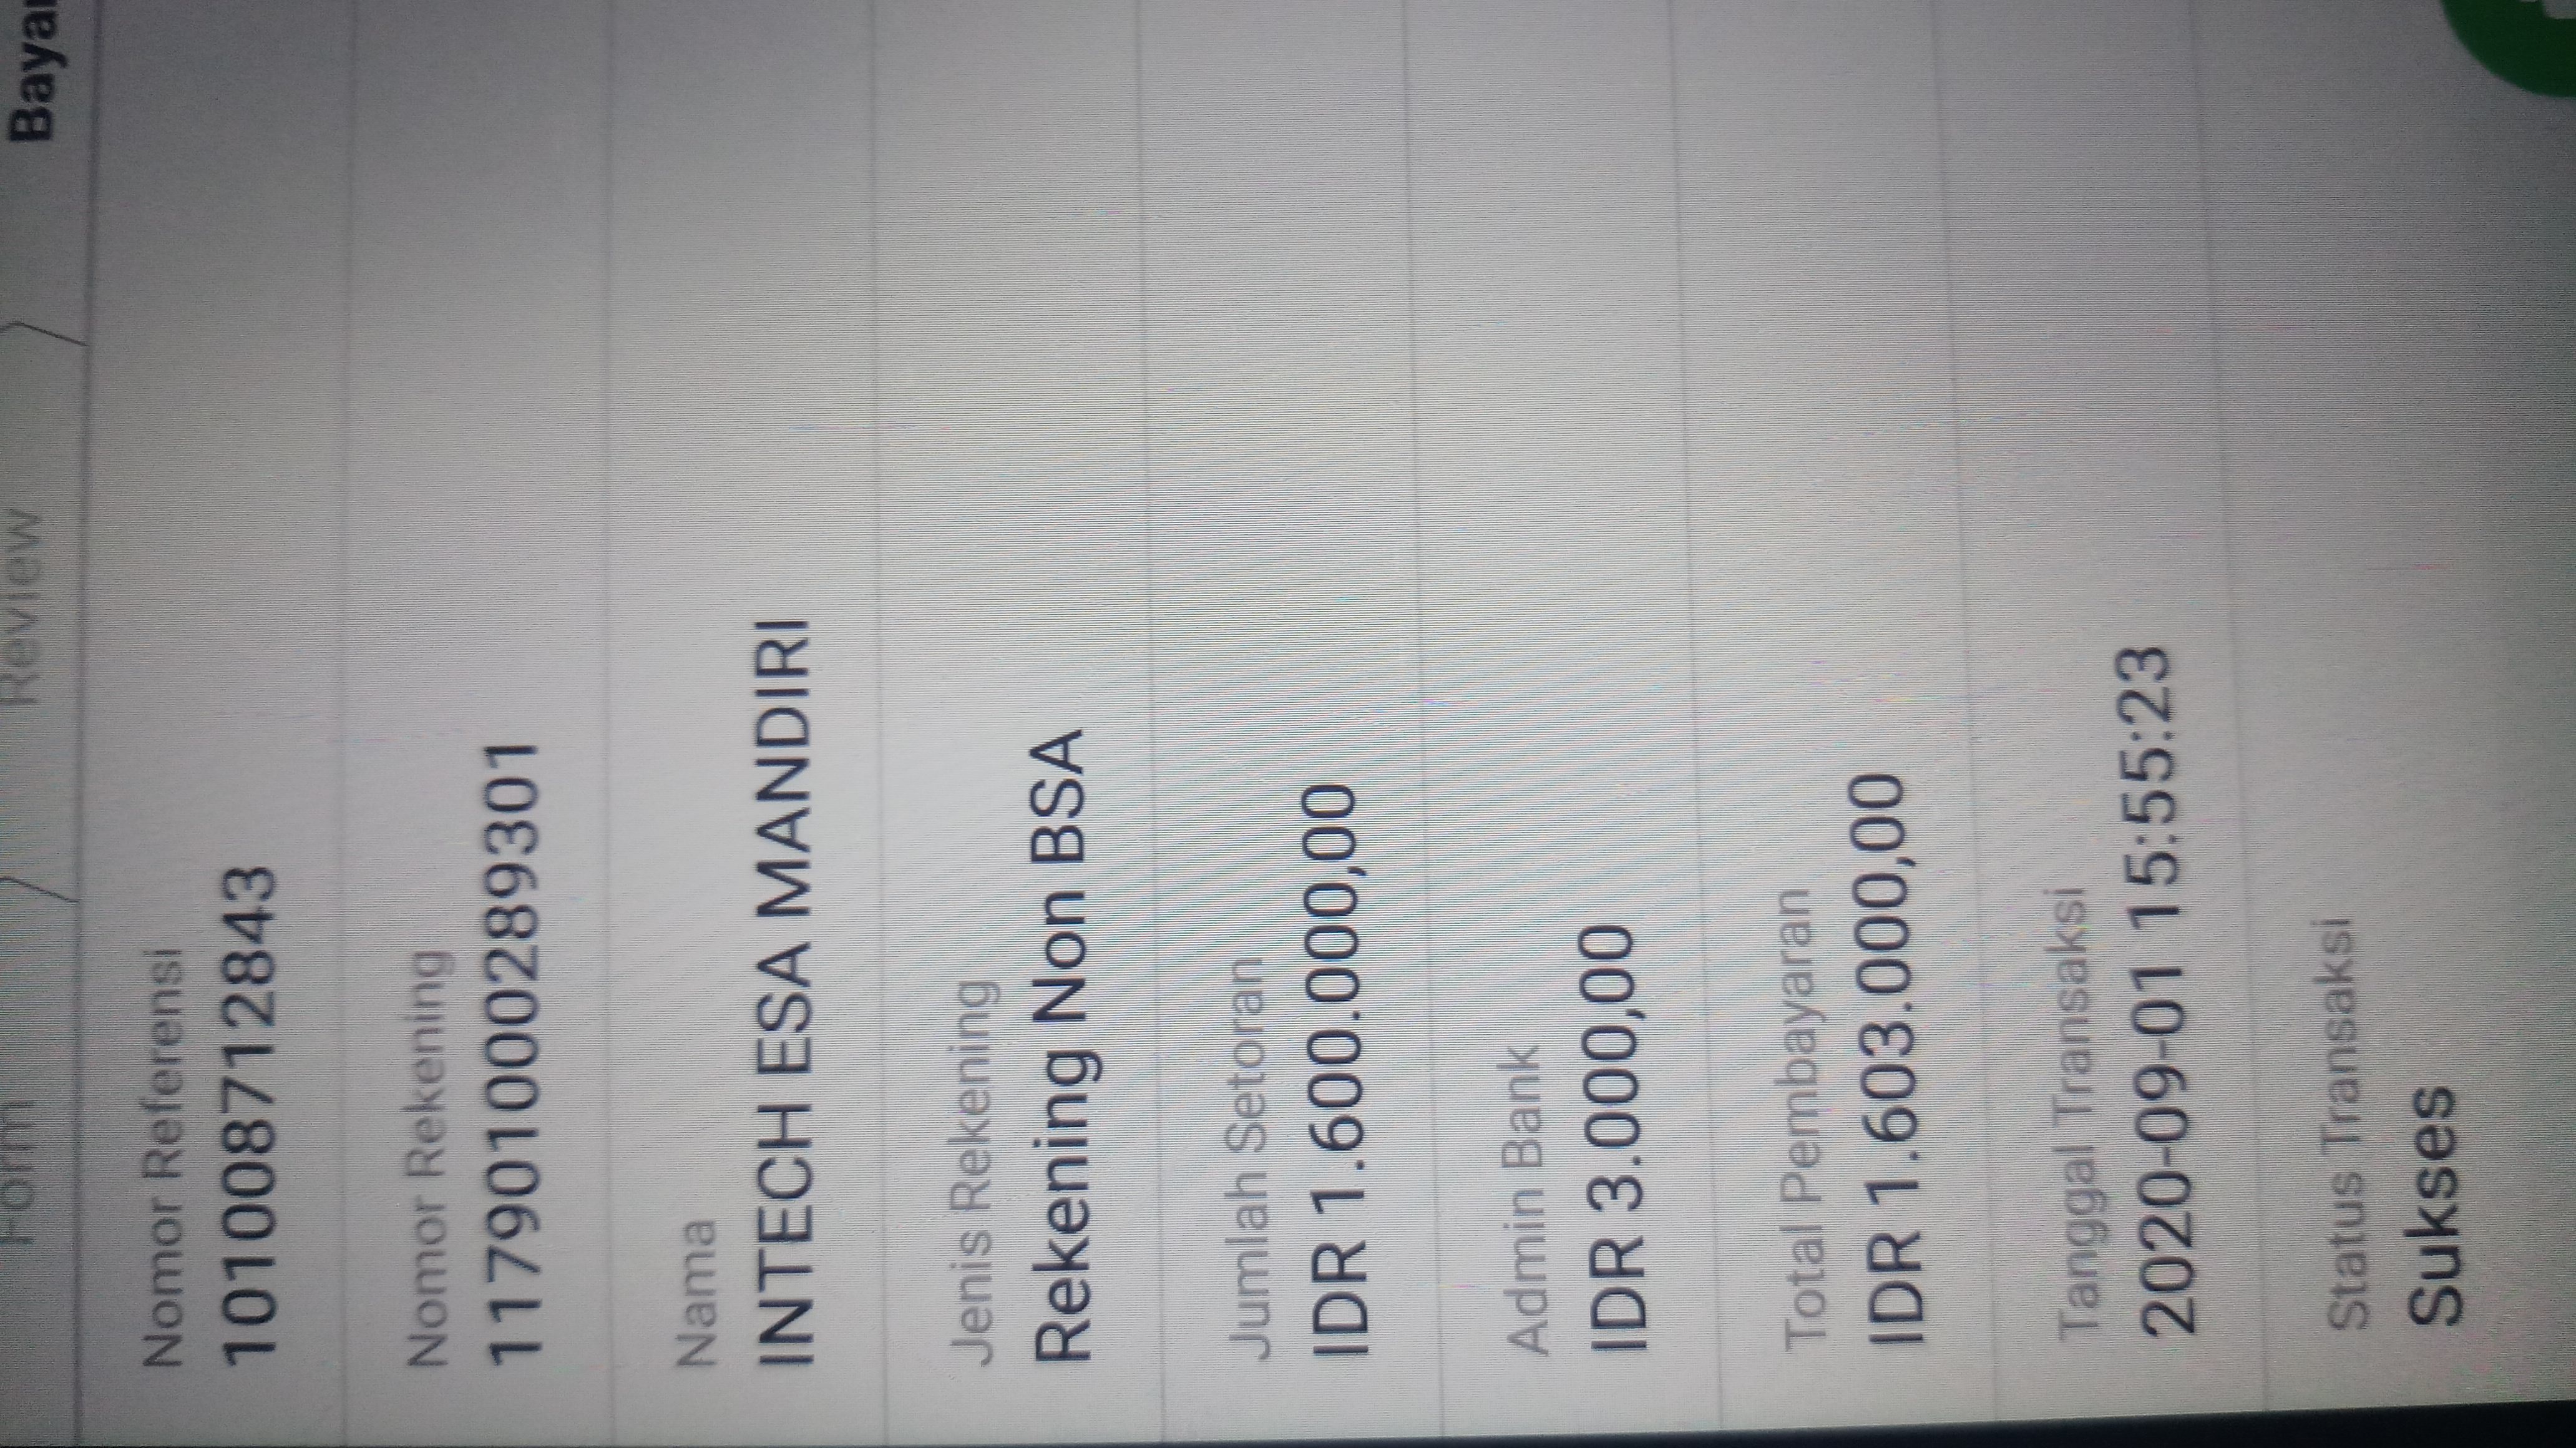 Form
Review
Nomor Referensi
101008712843
Nomor Rekening
117901000289301
Nama
INTECH ESA MANDIRI
Jenis Rekening
Rekening Non BSA
Jumlah Setoran
IDR 1.600.000,00
Admin Bank
IDR 3.000,00
Total Pembayaran
IDR 1.603.000,00
Tanggal Transaksi
2020-09-01 15:55:23
Status Transaksi
Sukses